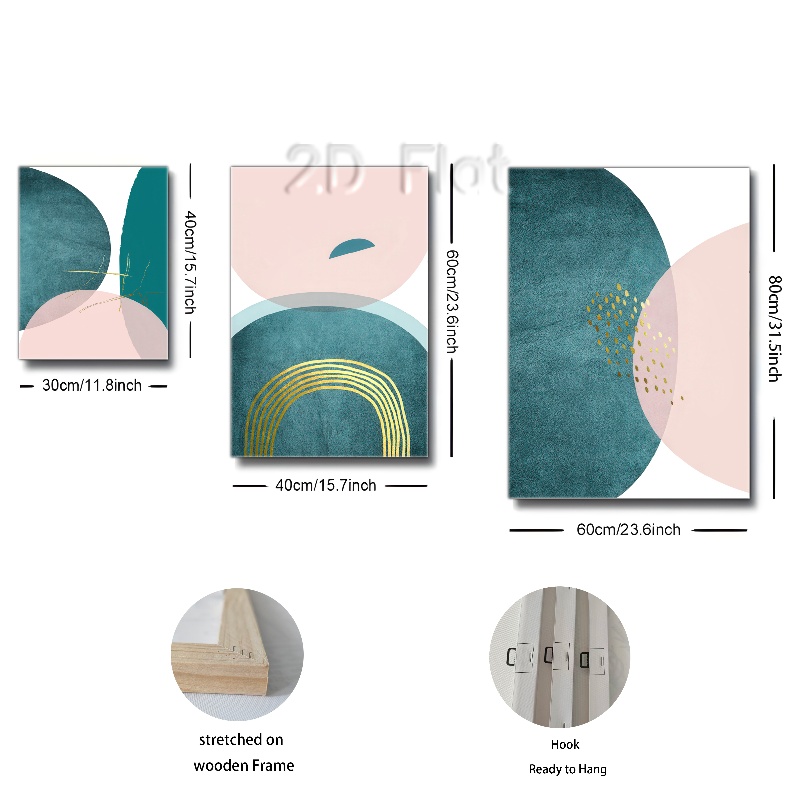 2D Flat
40cm/15.7inch
60cm/23.6inch
80cm/31.5inch
30cm/11.8inch
40cm/15.7inch
60cm/23.6inch
stretched on
wooden Frame
Hook
Ready to Hang